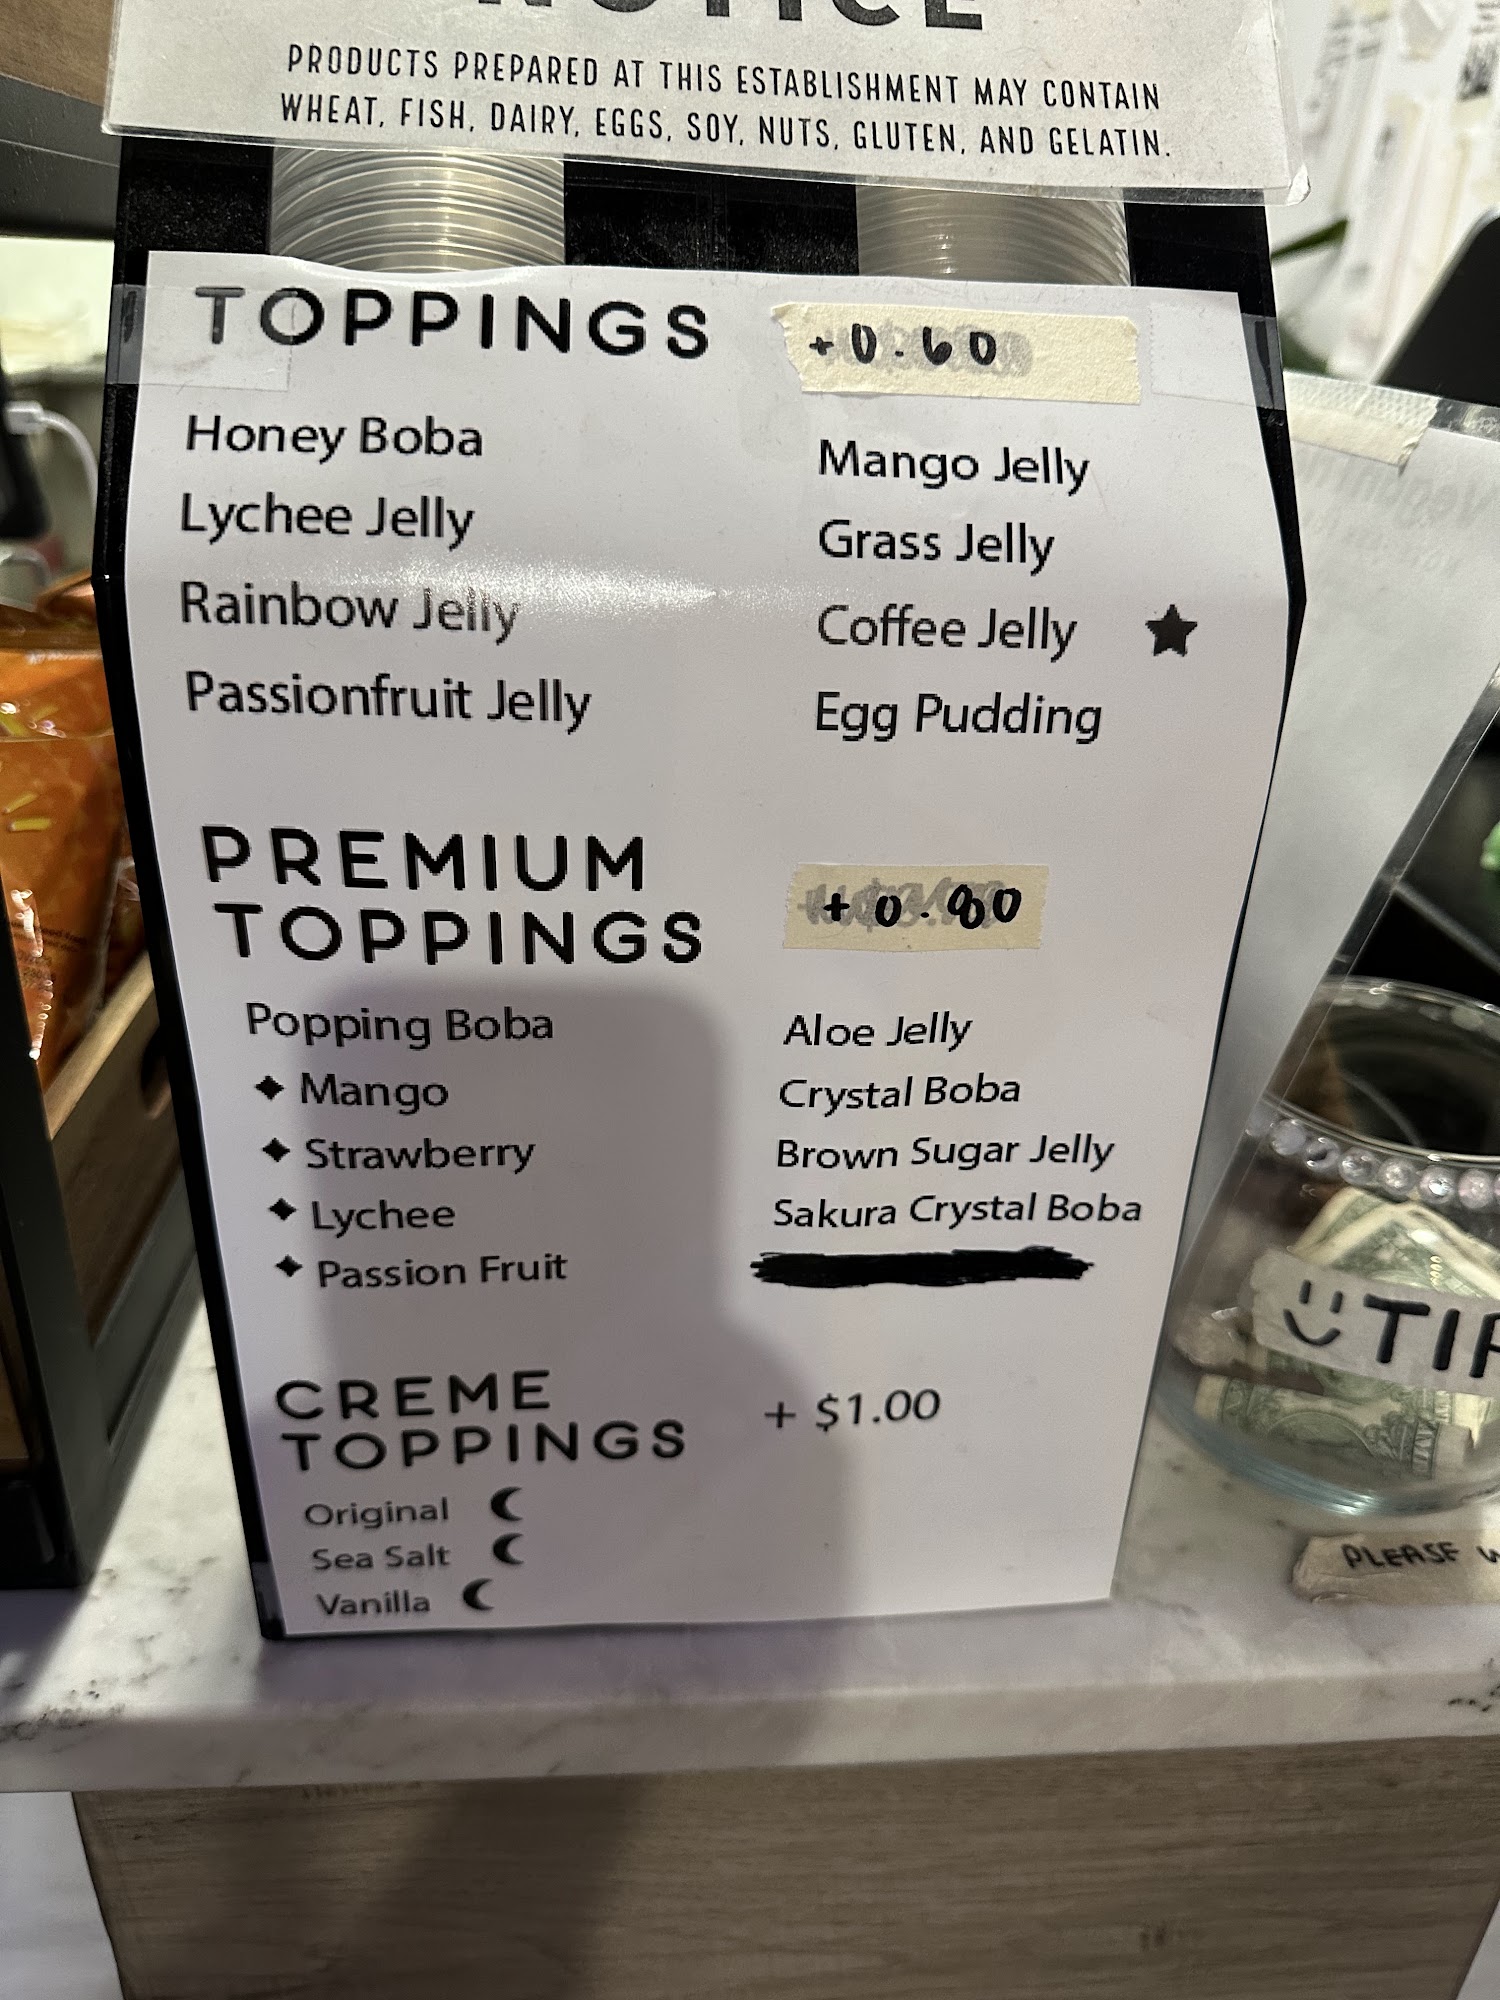 NOTICE
PRODUCTS PREPARED AT THIS ESTABLISHMENT MAY CONTAIN
WHEAT, FISH, DAIRY, EGGS, SOY, NUTS, GLUTEN, AND GELATIN.
TOPPINGS +0.60
Honey Boba
Lychee Jelly
Rainbow Jelly
Passionfruit Jelly
Mango Jelly
Grass Jelly
Coffee Jelly ★
Egg Pudding
PREMIUM
TOPPINGS
+0.80
Popping Boba
Mango
Strawberry
Lychee
Passion Fruit
Aloe Jelly
Crystal Boba
Brown Sugar Jelly
Sakura Crystal Boba
CREME
TOPPINGS
+ $1.00
Original
Sea Salt
Vanilla
TIP
PLEASE